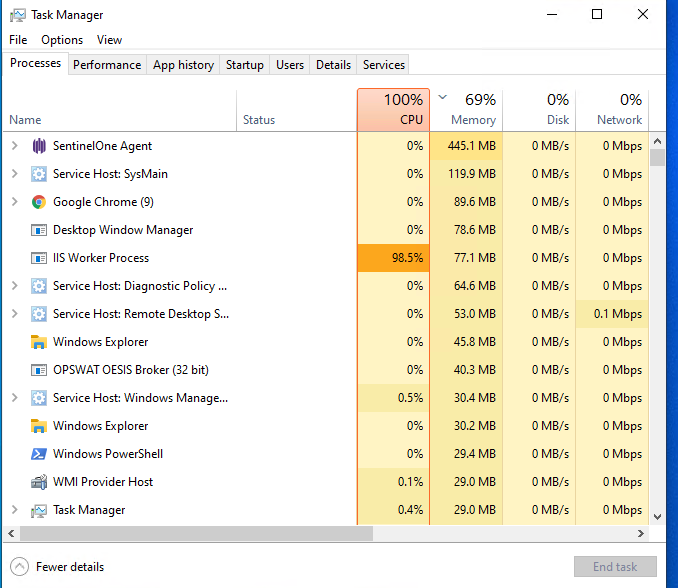 Task Manager
File Options View
Processes Performance App history Startup Users Details Services
100% 69% 0% 0%
Name Status CPU Memory Disk Network
SentinelOne Agent 0% 445.1 MB 0 MB/s 0 Mbps
Service Host: SysMain 0% 119.9 MB 0 MB/s 0 Mbps
Google Chrome (9) 0% 89.6 MB 0 MB/s 0 Mbps
Desktop Window Manager 0% 78.6 MB 0 MB/s 0 Mbps
IIS Worker Process 98.5% 77.1 MB 0 MB/s 0 Mbps
Service Host: Diagnostic Policy ... 0% 64.6 MB 0 MB/s 0 Mbps
Service Host: Remote Desktop S... 0% 53.0 MB 0 MB/s 0.1 Mbps
Windows Explorer 0% 45.8 MB 0 MB/s 0 Mbps
OPSWAT OESIS Broker (32 bit) 0% 40.3 MB 0 MB/s 0 Mbps
Service Host: Windows Manage... 0.5% 30.4 MB 0 MB/s 0 Mbps
Windows Explorer 0% 30.2 MB 0 MB/s 0 Mbps
Windows PowerShell 0% 29.4 MB 0 MB/s 0 Mbps
WMI Provider Host 0.1% 29.0 MB 0 MB/s 0 Mbps
Task Manager 0.4% 29.0 MB 0 MB/s 0 Mbps
Fewer details End task